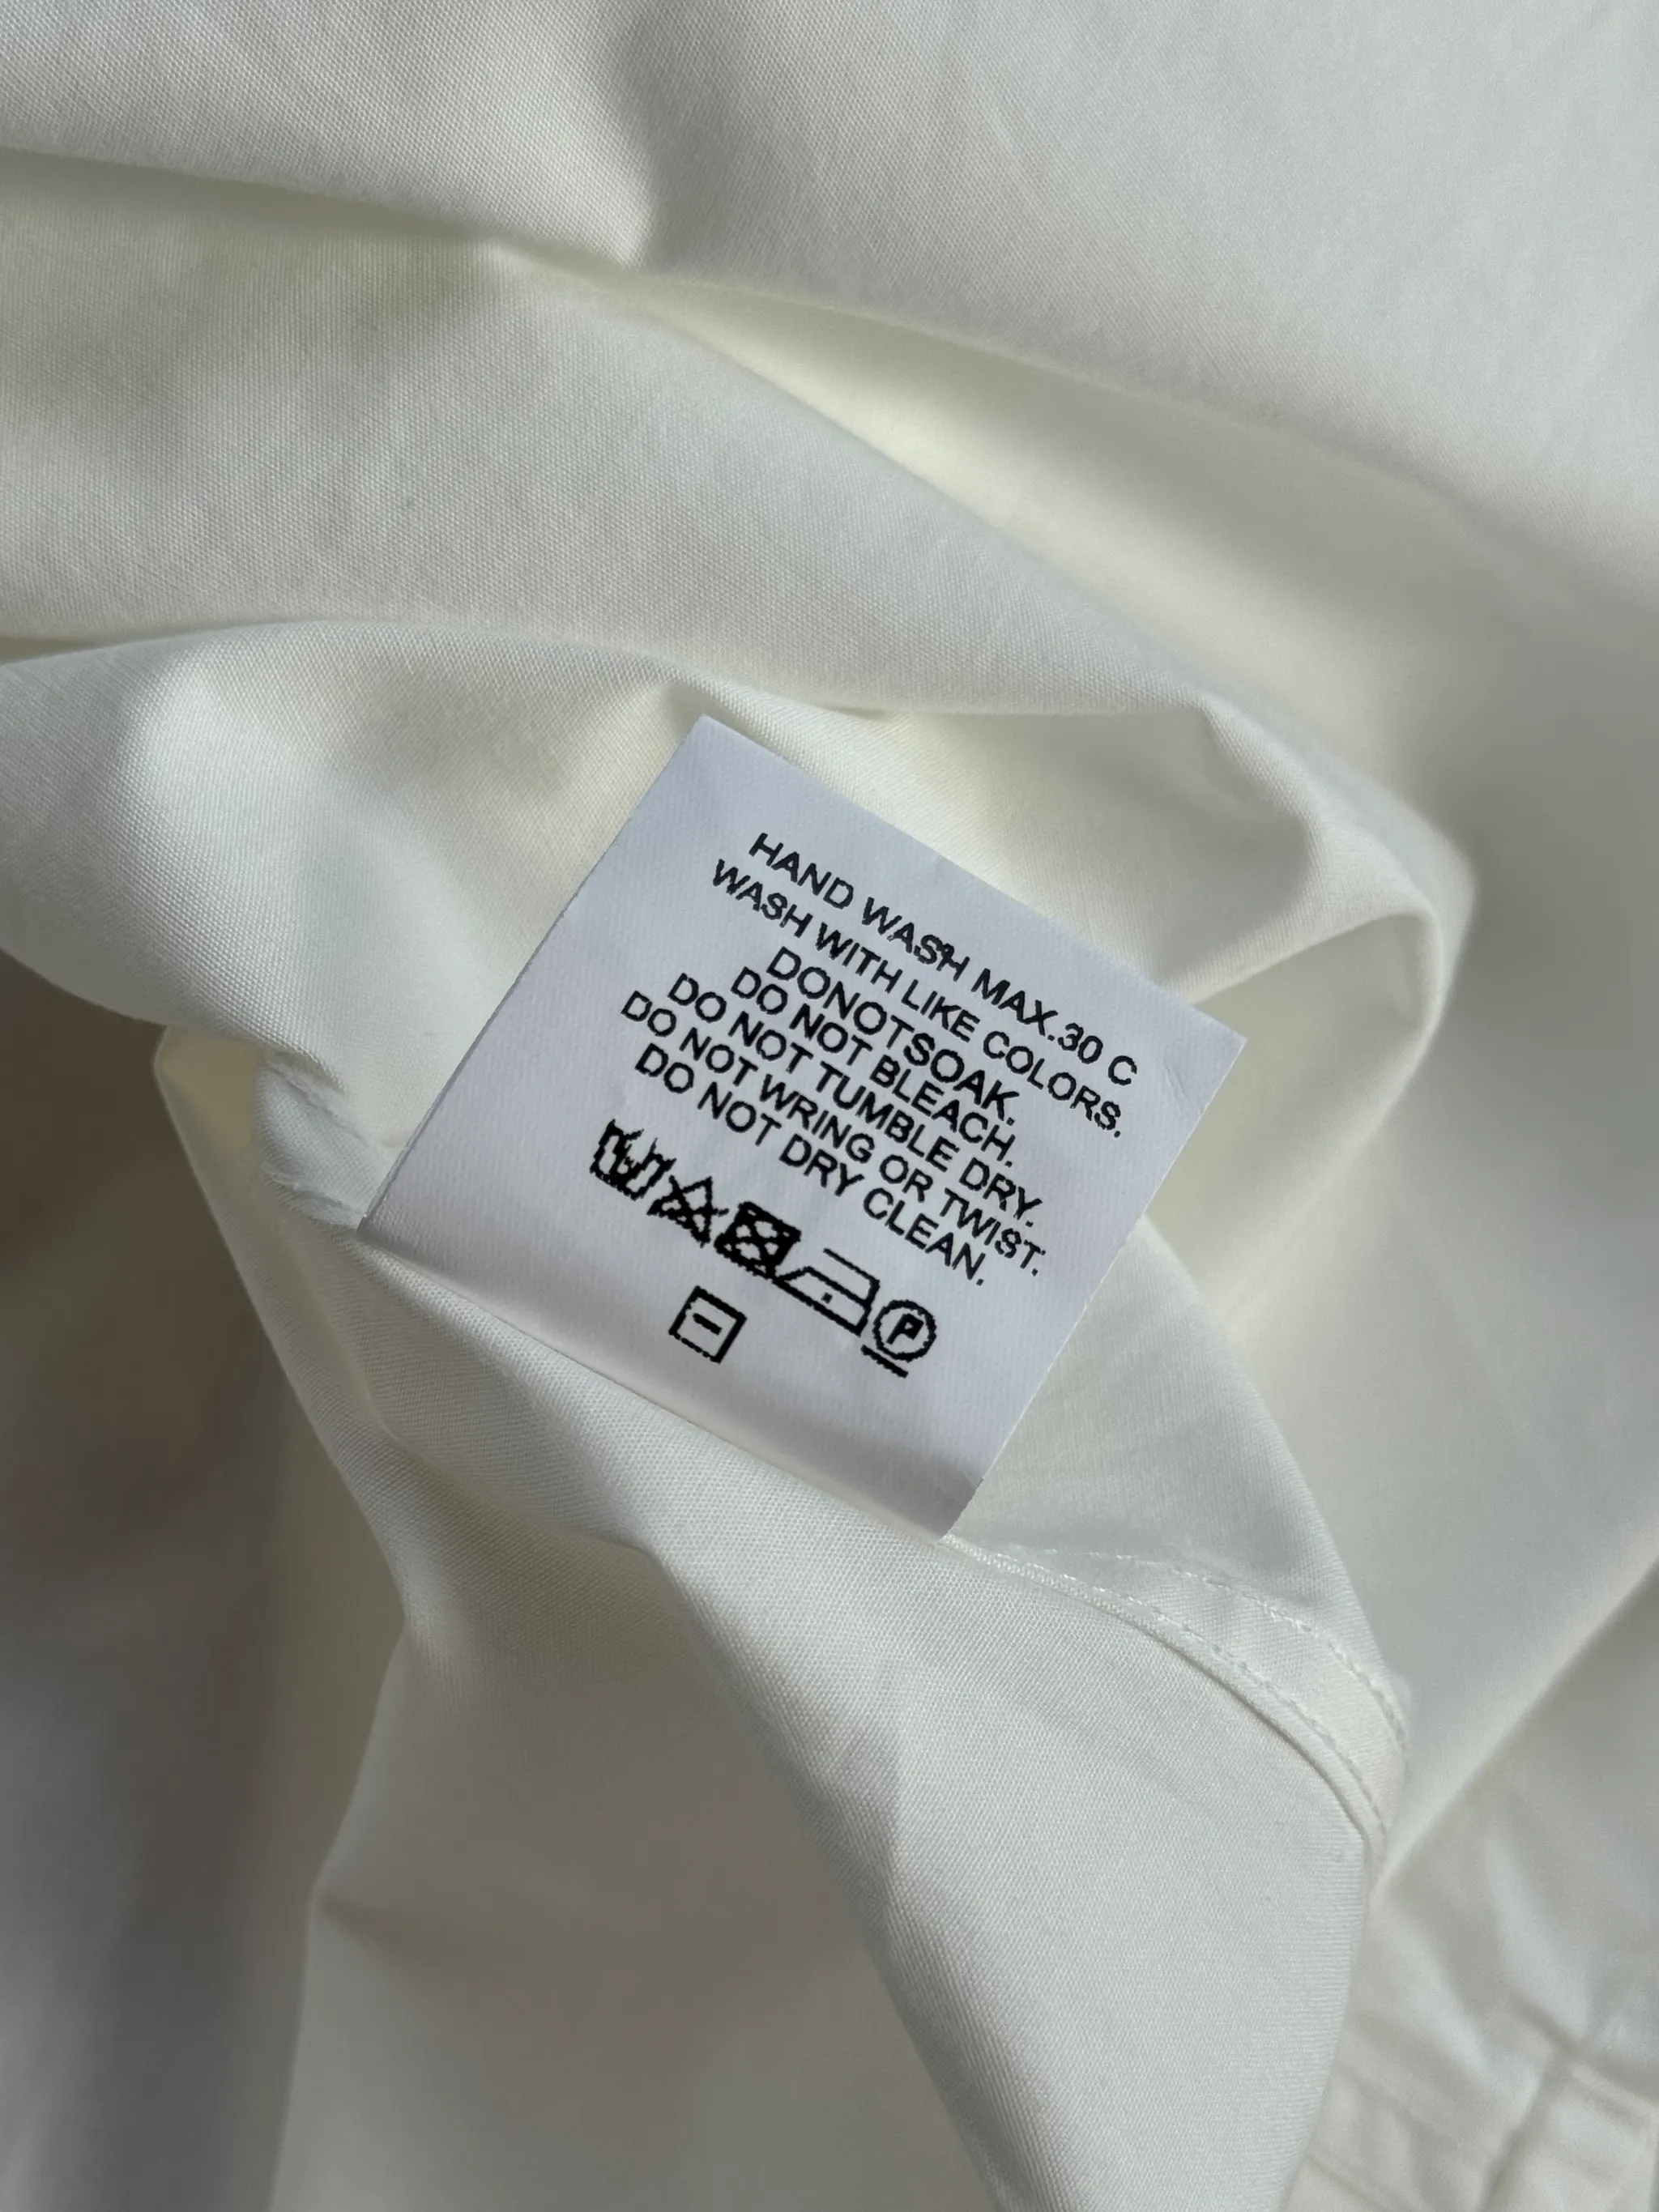 HAND WASH MAX.30 C
WASH WITH LIKE COLORS.
DONOTSOAK.
DO NOT BLEACH.
DO NOT TUMBLE DRY.
DO NOT WRING OR TWIST.
DO NOT DRY CLEAN.
P